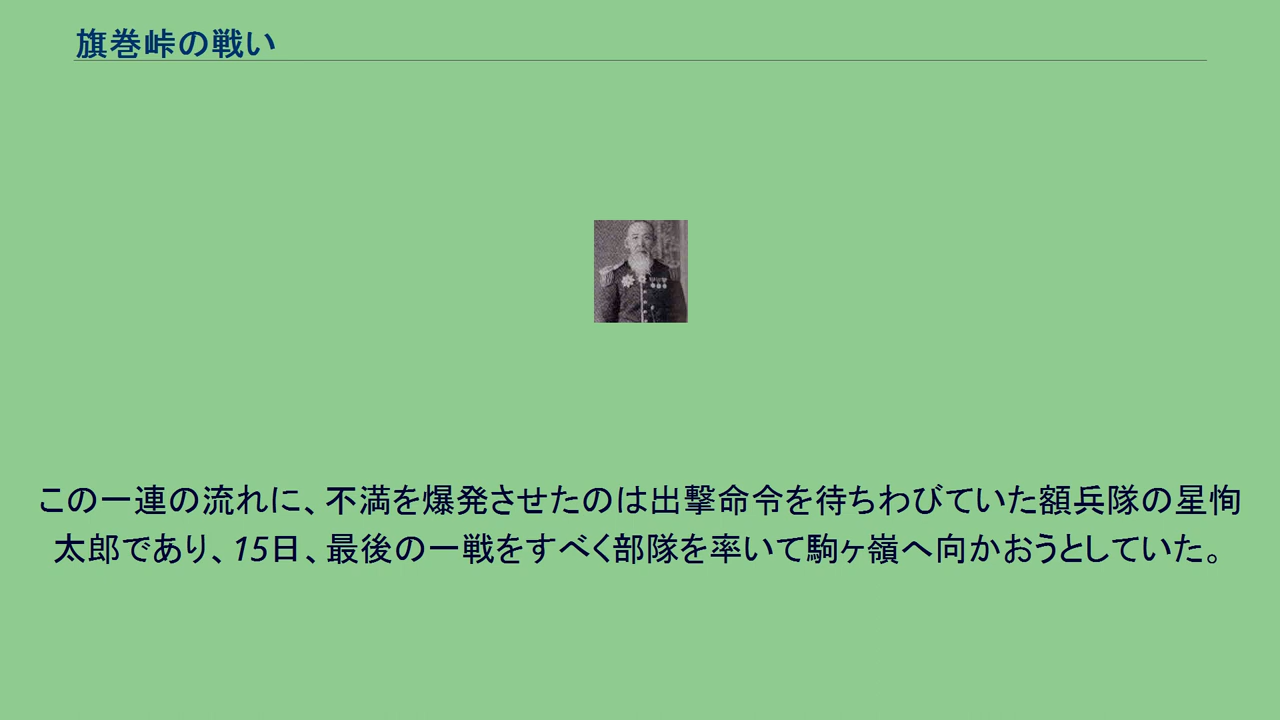 旗巻峠の戦い
この一連の流れに、不満を爆発させたのは出撃命令を待ちわびていた額兵隊の星恂
太郎であり、15日、最後の一戦をすべく部隊を率いて駒ヶ嶺へ向かおうとしていた。